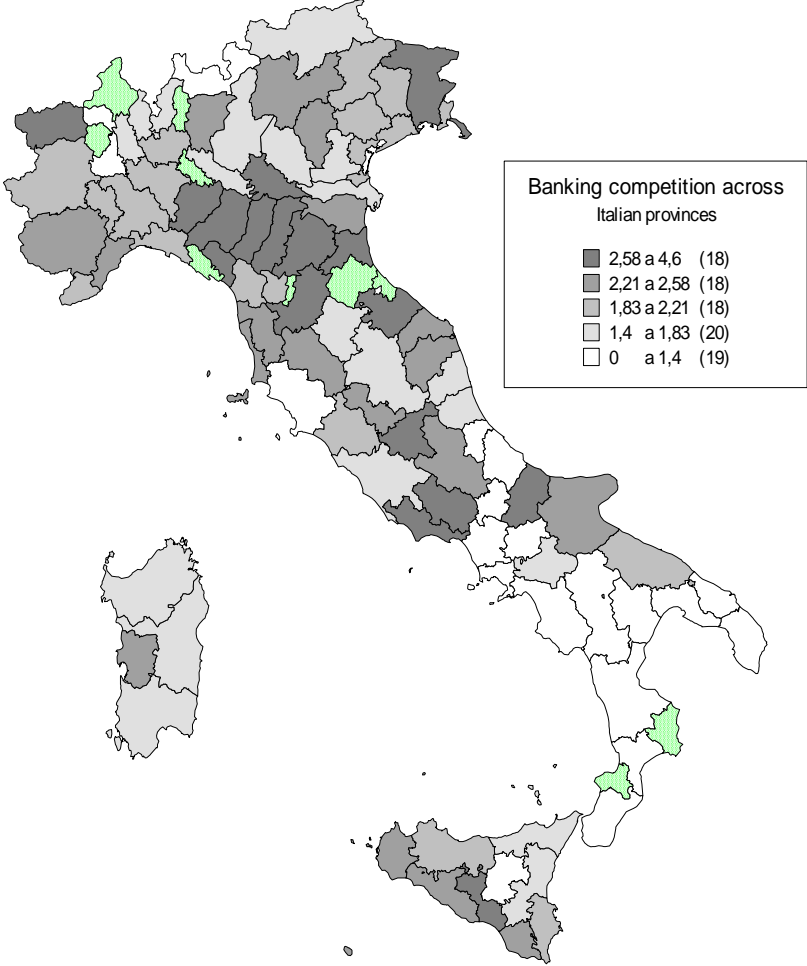 Banking competition across
Italian provinces
2,58 a 4,6 (18)
2,21 a 2,58 (18)
1,83 a 2,21 (18)
1,4 a 1,83 (20)
0 a 1,4 (19)